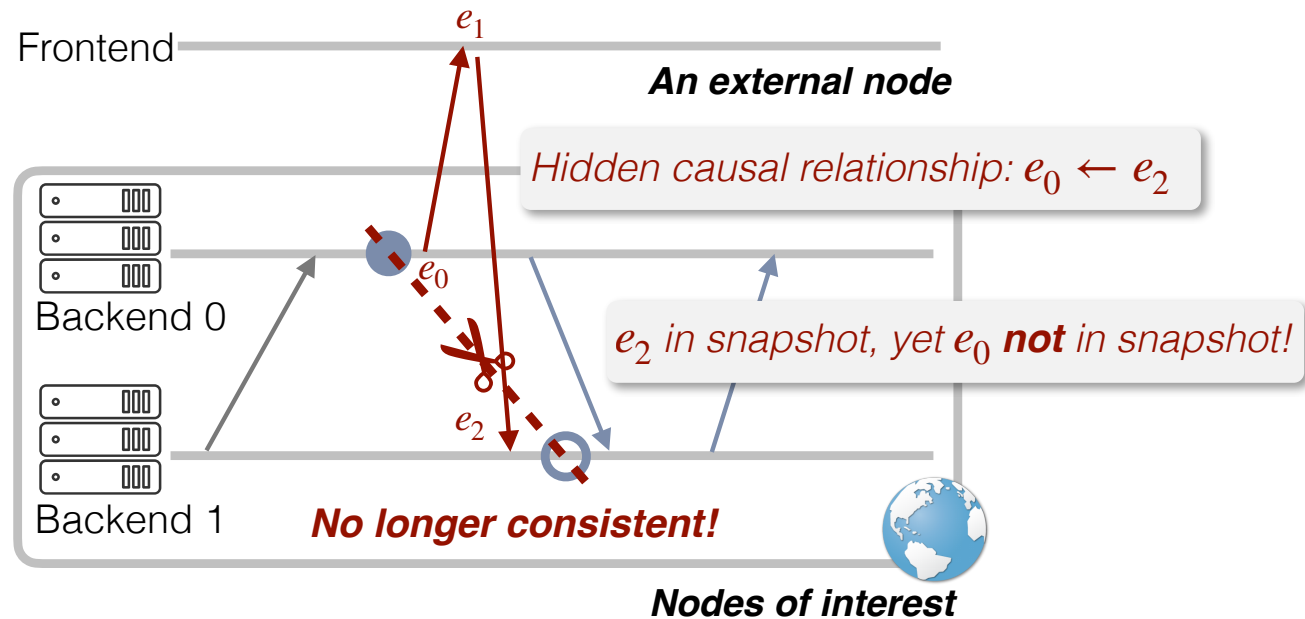 e₁
Frontend
An external node
Hidden causal relationship: e₀ ← e₂
e₀
Backend 0
e₂ in snapshot, yet e₀ not in snapshot!
e₂
Backend 1
No longer consistent!
Nodes of interest